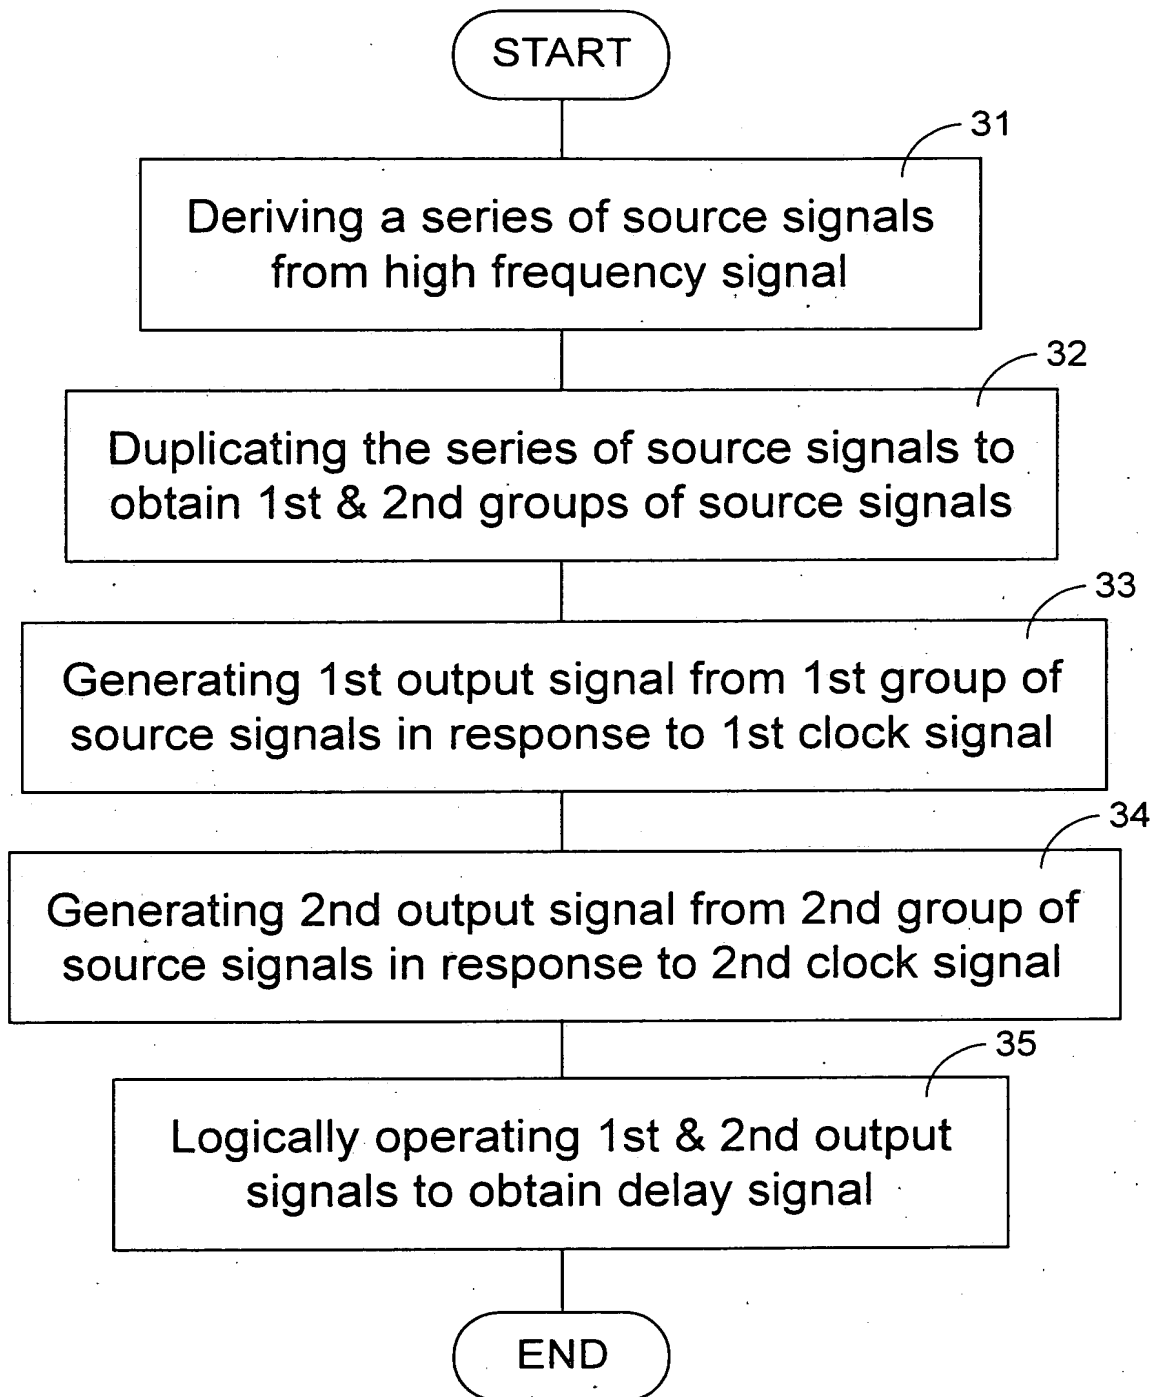 START
31
Deriving a series of source signals
from high frequency signal
32
Duplicating the series of source signals to
obtain 1st & 2nd groups of source signals
33
Generating 1st output signal from 1st group of
source signals in response to 1st clock signal
34
Generating 2nd output signal from 2nd group of
source signals in response to 2nd clock signal
35
Logically operating 1st & 2nd output
signals to obtain delay signal
END